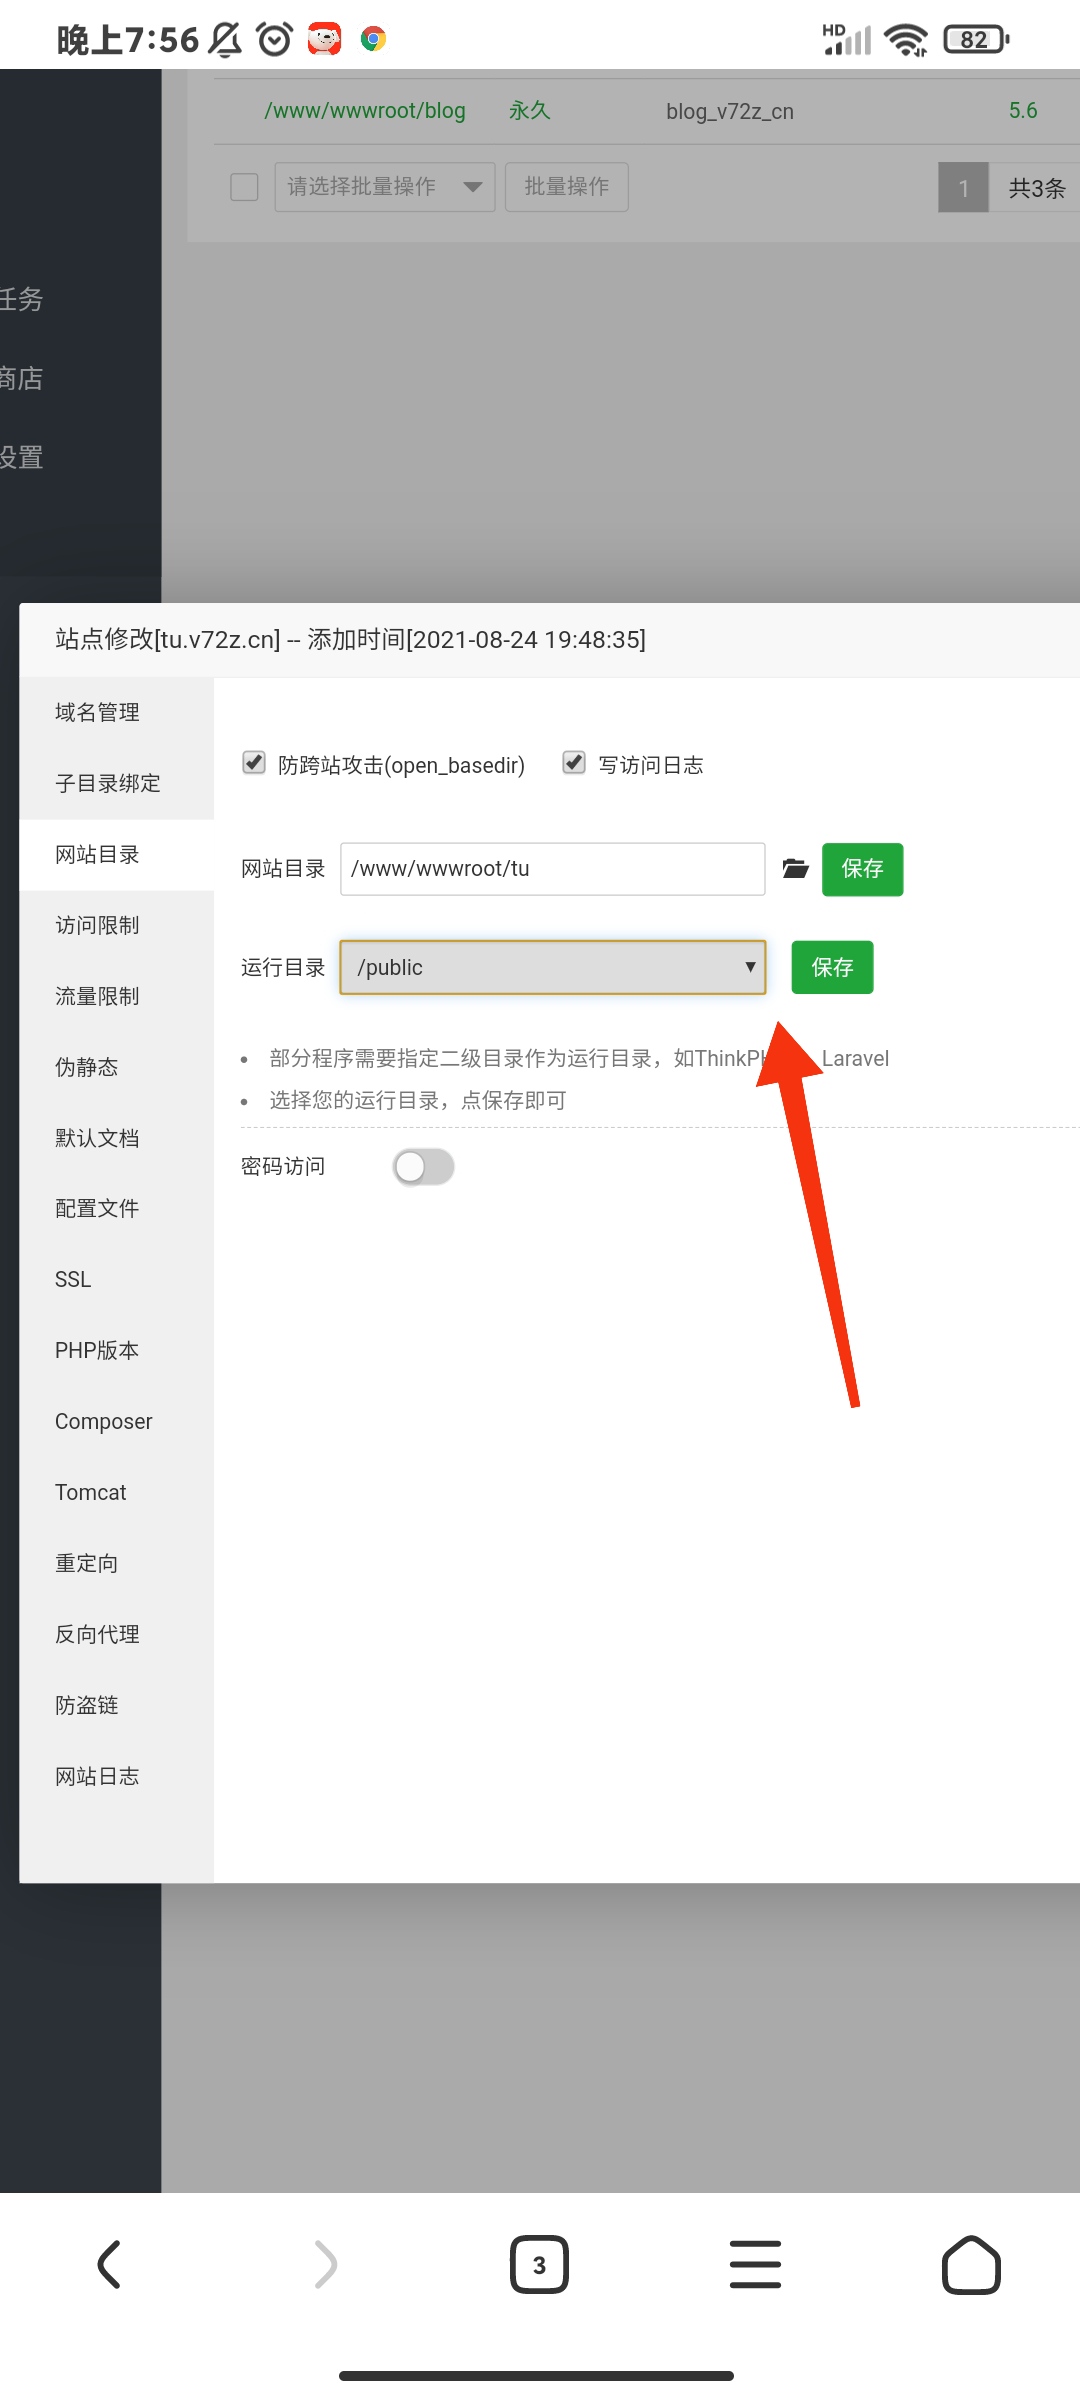 晚上7:56
HD
82
/www/wwwroot/blog 永久 blog_v72z_cn 5.6
请选择批量操作 批量操作 1 共3条
任务
商店
设置
站点修改[tu.v72z.cn] -- 添加时间[2021-08-24 19:48:35]
域名管理
子目录绑定
网站目录
访问限制
流量限制
伪静态
默认文档
配置文件
SSL
PHP版本
Composer
Tomcat
重定向
反向代理
防盗链
网站日志
防跨站攻击(open_basedir) 写访问日志
网站目录 /www/wwwroot/tu 保存
运行目录 /public 保存
部分程序需要指定二级目录作为运行目录，如 Laravel
选择您的运行目录，点保存即可
密码访问
3